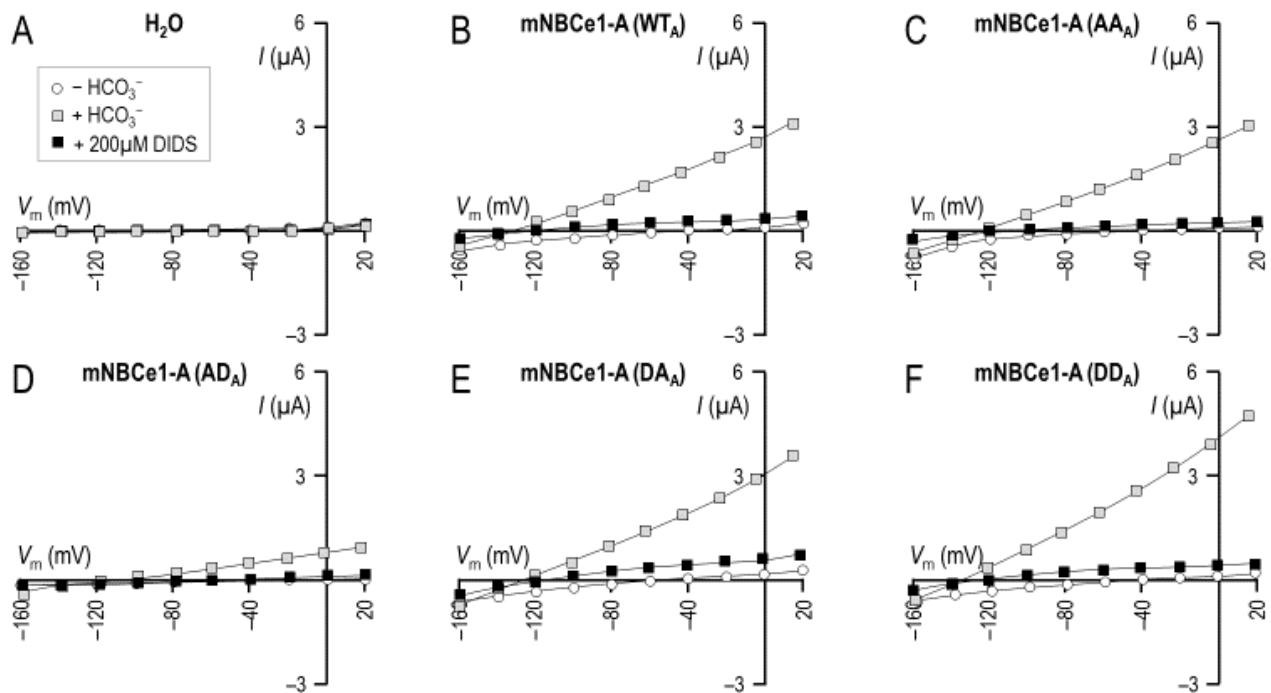 A
H₂O
6
I (μA)
− HCO₃⁻
+ HCO₃⁻
+ 200μM DIDS
3
Vm (mV)
−160
−120
−80
−40
20
−3
B
mNBCe1-A (WTA)
6
I (μA)
3
Vm (mV)
−160
−120
−80
−40
20
−3
C
mNBCe1-A (AAA)
6
I (μA)
3
Vm (mV)
−160
−120
−80
−40
20
−3
D
mNBCe1-A (ADA)
6
I (μA)
3
Vm (mV)
−160
−120
−80
−40
20
−3
E
mNBCe1-A (DAA)
6
I (μA)
3
Vm (mV)
−160
−120
−80
−40
20
−3
F
mNBCe1-A (DDA)
6
I (μA)
3
Vm (mV)
−160
−120
−80
−40
20
−3